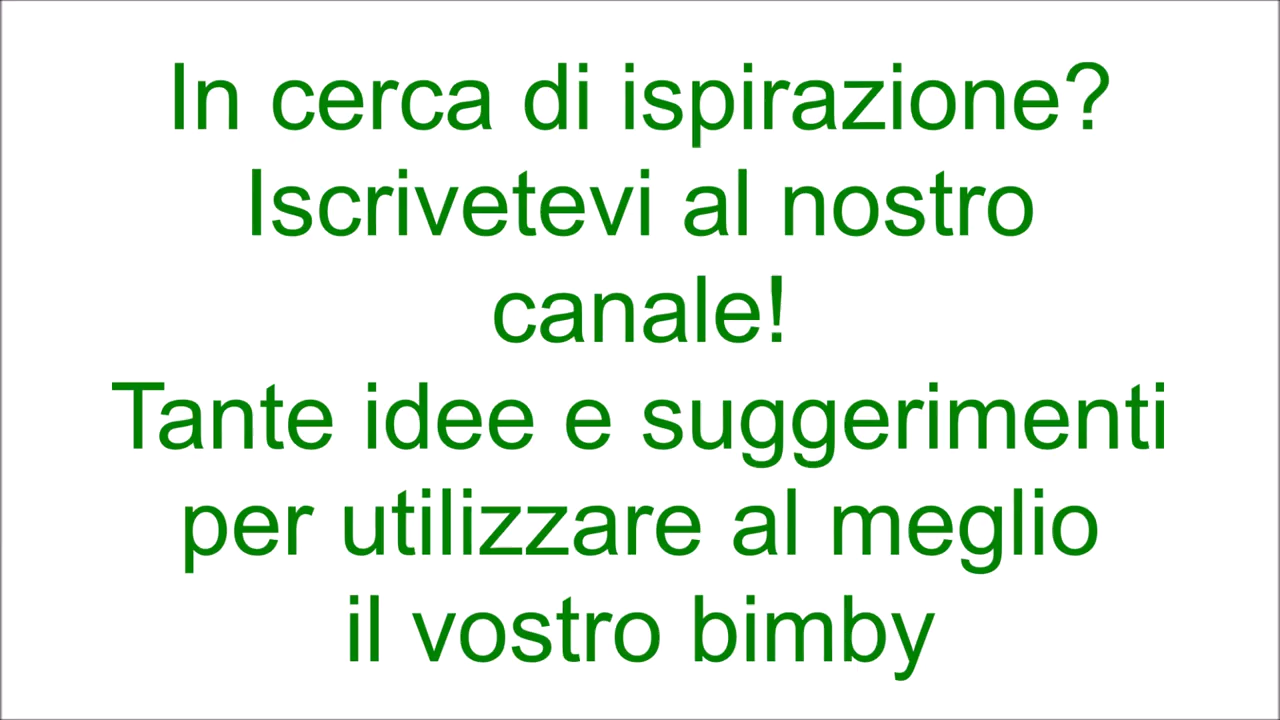 In cerca di ispirazione?
Iscrivetevi al nostro
canale!
Tante idee e suggerimenti
per utilizzare al meglio
il vostro bimby